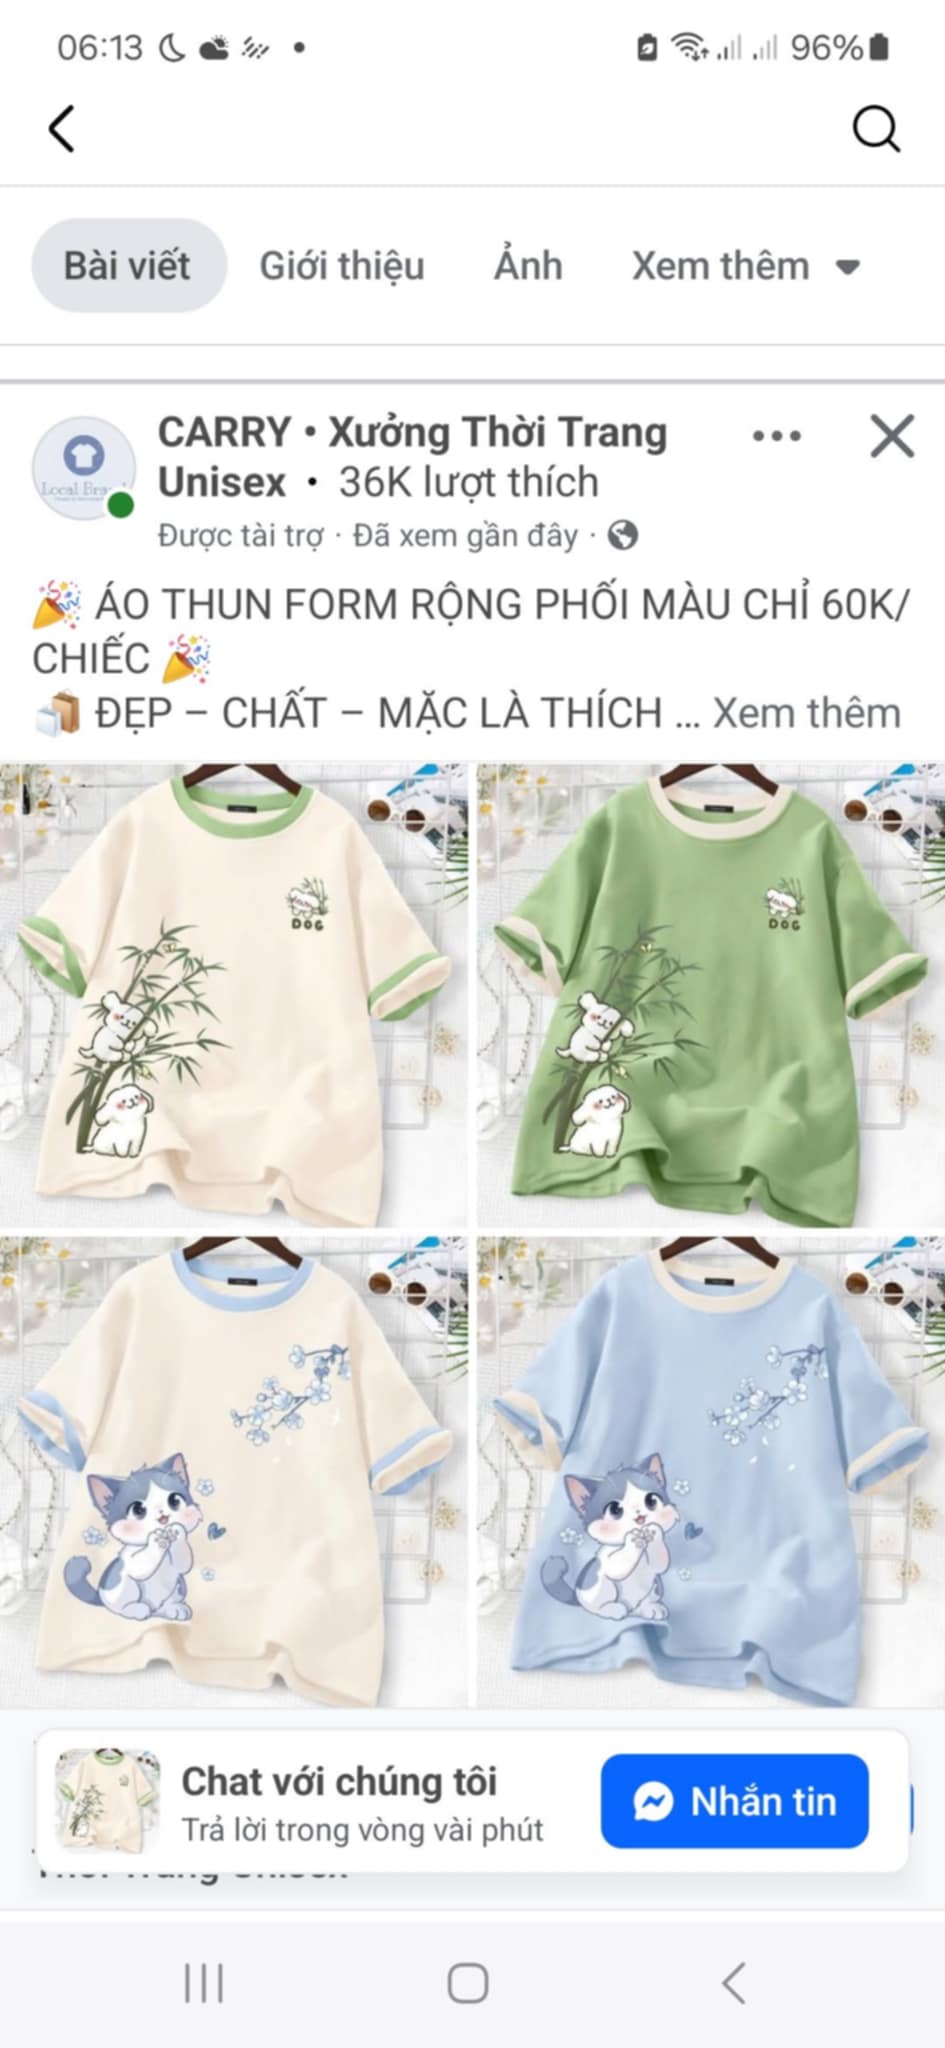 06:13
96%
Bài viết Giới thiệu Ảnh Xem thêm
CARRY • Xưởng Thời Trang
Unisex • 36K lượt thích
Được tài trợ · Đã xem gần đây ·
🎉 ÁO THUN FORM RỘNG PHỐI MÀU CHỈ 60K/
CHIẾC 🎉
🛍️ ĐẸP – CHẤT – MẶC LÀ THÍCH ... Xem thêm
DOG
DOG
Chat với chúng tôi
Trả lời trong vòng vài phút
Nhắn tin